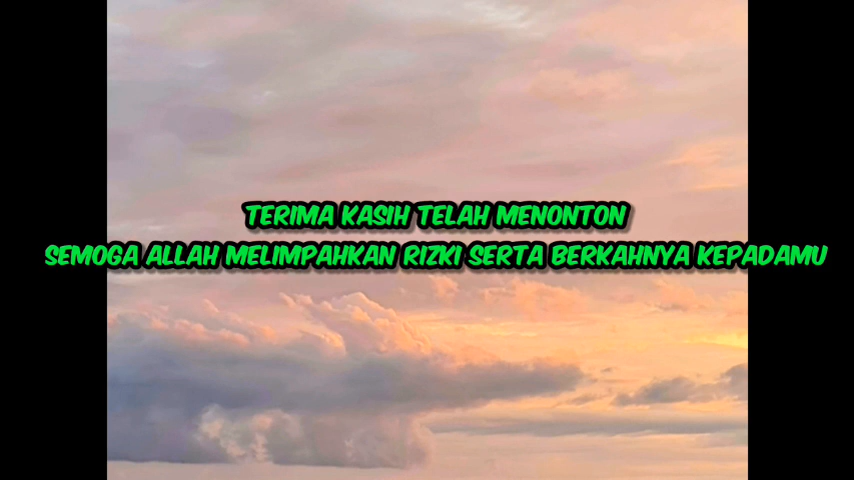 TERIMA KASIH TELAH MENONTON
SEMOGA ALLAH MELIMPAHKAN RIZKI SERTA BERKAHNYA KEPADAMU